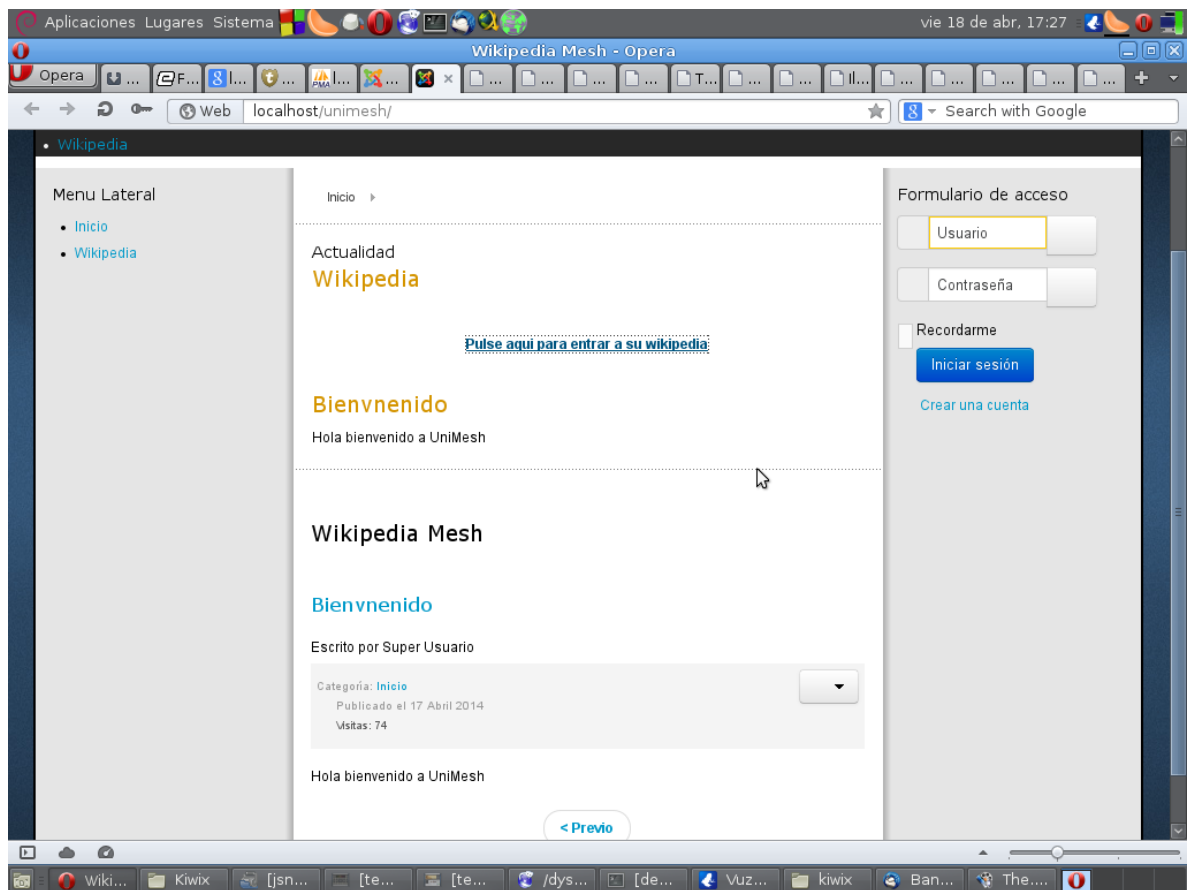 Aplicaciones Lugares Sistema
vie 18 de abr, 17:27
Wikipedia Mesh - Opera
Opera
... F... l... ... l... ... ... ... ... ... T... ... ... Il... ... ... ... ... ...
Web localhost/unimesh/
Search with Google
Wikipedia
Menu Lateral
Inicio
Wikipedia
Inicio
Actualidad
Wikipedia
Pulse aqui para entrar a su wikipedia
Bienvnenido
Hola bienvenido a UniMesh
Wikipedia Mesh
Bienvnenido
Escrito por Super Usuario
Categoría: Inicio
Publicado el 17 Abril 2014
Visitas: 74
Hola bienvenido a UniMesh
< Previo
Formulario de acceso
Usuario
Contraseña
Recordarme
Iniciar sesión
Crear una cuenta
Wiki... Kiwix [jsn... [te... [te... /dys... [de... Vuz... kiwix Ban... The....